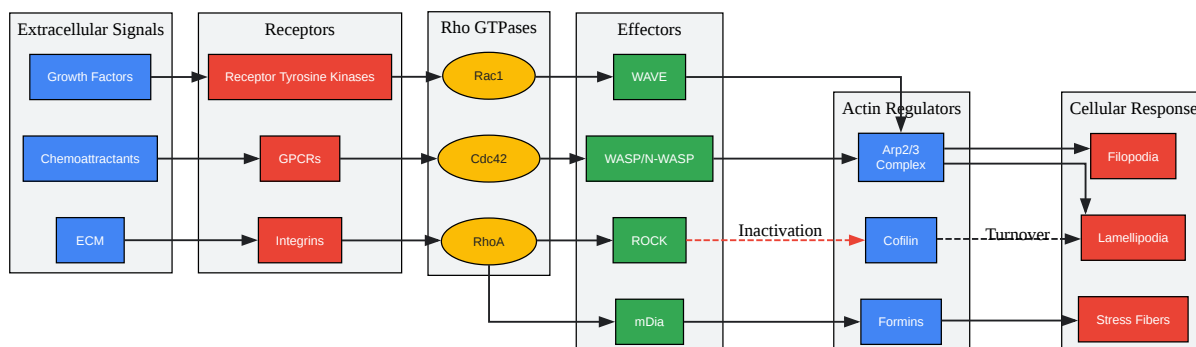 Extracellular Signals
Growth Factors
Chemoattractants
ECM
Receptors
Receptor Tyrosine Kinases
GPCRs
Integrins
Rho GTPases
Rac1
Cdc42
RhoA
Effectors
WAVE
WASP/N-WASP
ROCK
mDia
Inactivation
Actin Regulators
Arp2/3
Complex
Cofilin
Formins
Turnover
Cellular Response
Filopodia
Lamellipodia
Stress Fibers